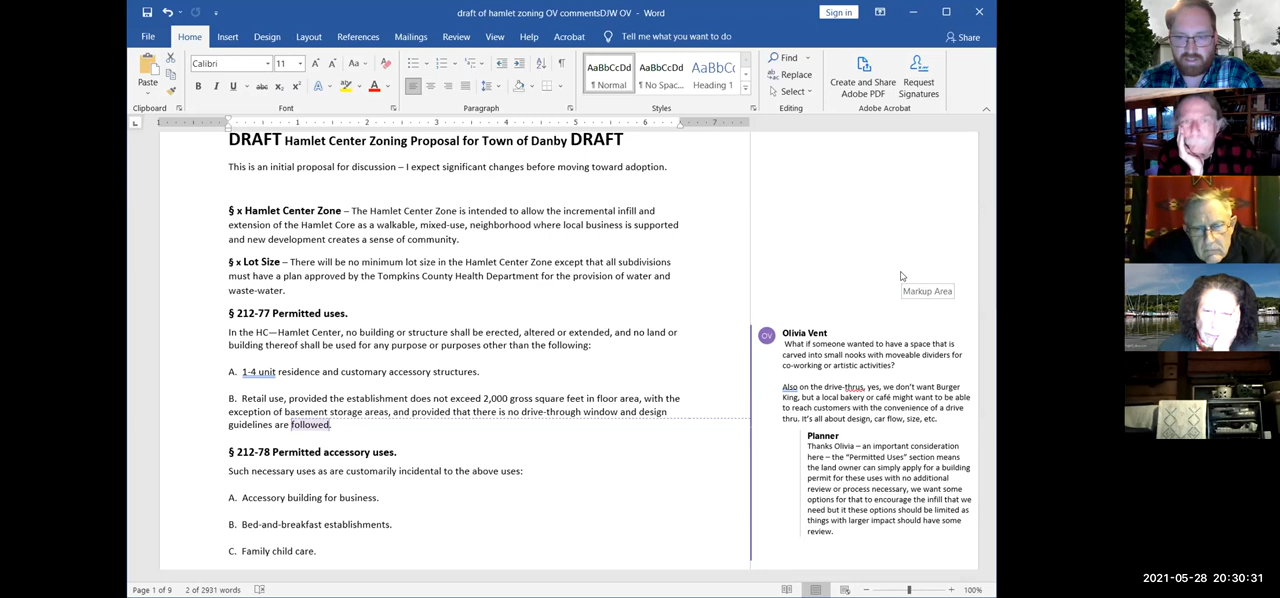 draft of hamlet zoning OV commentsDJW OV - Word
Sign in
File Home Insert Design Layout References Mailings Review View Help Acrobat Tell me what you want to do Share
Paste
Calibri 11
AaBbCcDd AaBbCcDd AaBbCc
¶ Normal ¶ No Spac... Heading 1
Find
Replace
Select
Create and Share Adobe PDF
Request Signatures
Clipboard Font Paragraph Styles Editing Adobe Acrobat
1 1 2 3 4 5 6 7
DRAFT Hamlet Center Zoning Proposal for Town of Danby DRAFT
This is an initial proposal for discussion – I expect significant changes before moving toward adoption.
§ x Hamlet Center Zone – The Hamlet Center Zone is intended to allow the incremental infill and
extension of the Hamlet Core as a walkable, mixed-use, neighborhood where local business is supported
and new development creates a sense of community.
§ x Lot Size – There will be no minimum lot size in the Hamlet Center Zone except that all subdivisions
must have a plan approved by the Tompkins County Health Department for the provision of water and
waste-water.
§ 212-77 Permitted uses.
In the HC—Hamlet Center, no building or structure shall be erected, altered or extended, and no land or
building thereof shall be used for any purpose or purposes other than the following:
A. 1-4 unit residence and customary accessory structures.
B. Retail use, provided the establishment does not exceed 2,000 gross square feet in floor area, with the
exception of basement storage areas, and provided that there is no drive-through window and design
guidelines are followed.
§ 212-78 Permitted accessory uses.
Such necessary uses as are customarily incidental to the above uses:
A. Accessory building for business.
B. Bed-and-breakfast establishments.
C. Family child care.
Markup Area
OV
Olivia Vent
What if someone wanted to have a space that is
carved into small nooks with moveable dividers for
co-working or artistic activities?
Also on the drive-thrus, yes, we don't want Burger
King, but a local bakery or café might want to be able
to reach customers with the convenience of a drive
thru. It's all about design, car flow, size, etc.
Planner
Thanks Olivia – an important consideration
here – the "Permitted Uses" section means
the land owner can simply apply for a building
permit for these uses with no additional
review or process necessary, we want some
options for that to encourage the infill that we
need but it these options should be limited as
things with larger impact should have some
review.
Page 1 of 9 2 of 2931 words
100%
2021-05-28 20:30:31